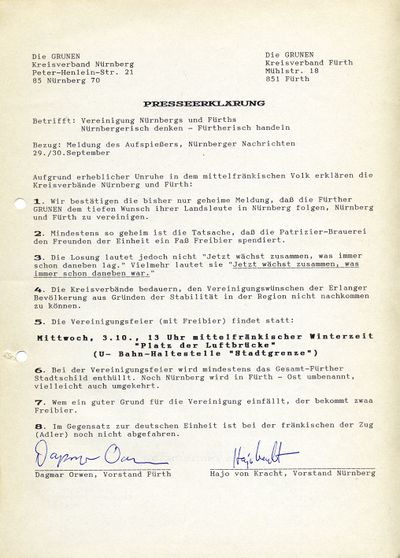 Die GRUNEN
Kreisverband Nürnberg
Peter-Henlein-Str. 21
85 Nürnberg 70
Die GRUNEN
Kreisverband Fürth
Mühlstr. 18
851 Fürth
PRESSEERKLÄRUNG
Betrifft: Vereinigung Nürnbergs und Fürths
Nürnbergerisch denken - Fürtherisch handeln
Bezug: Meldung des Aufspießers, Nürnberger Nachrichten
29./30.September
Aufgrund erheblicher Unruhe in dem mittelfränkischen Volk erklären die
Kreisverbände Nürnberg und Fürth:
1. Wir bestätigen die bisher nur geheime Meldung, daß die Fürther
GRUNEN dem tiefen Wunsch ihrer Landsleute in Nürnberg folgen, Nürnberg
und Fürth zu vereinigen.
2. Mindestens so geheim ist die Tatsache, daß die Patrizier-Brauerei
den Freunden der Einheit ein Faß Freibier spendiert.
3. Die Losung lautet jedoch nicht "Jetzt wächst zusammen, was immer
schon daneben lag." Vielmehr lautet sie "Jetzt wächst zusammen, was
immer schon daneben war."
4. Die Kreisverbände bedauern, den Vereinigungswünschen der Erlanger
Bevölkerung aus Gründen der Stabilität in der Region nicht nachkommen
zu können.
5. Die Vereinigungsfeier (mit Freibier) findet statt:
Mittwoch, 3.10., 13 Uhr mittelfränkischer Winterzeit
"Platz der Luftbrücke"
(U- Bahn-Haltestelle "Stadtgrenze")
6. Bei der Vereinigungsfeier wird mindestens das Gesamt-Fürther
Stadtschild enthüllt. Noch Nürnberg wird in Fürth - Ost umbenannt,
vielleicht auch umgekehrt.
7. Wem ein guter Grund für die Vereinigung einfällt, der bekommt zwaa
Freibier.
8. Im Gegensatz zur deutschen Einheit ist bei der fränkischen der Zug
(Adler) noch nicht abgefahren.
Dagmar Orwen, Vorstand Fürth
Hajo von Kracht, Vorstand Nürnberg